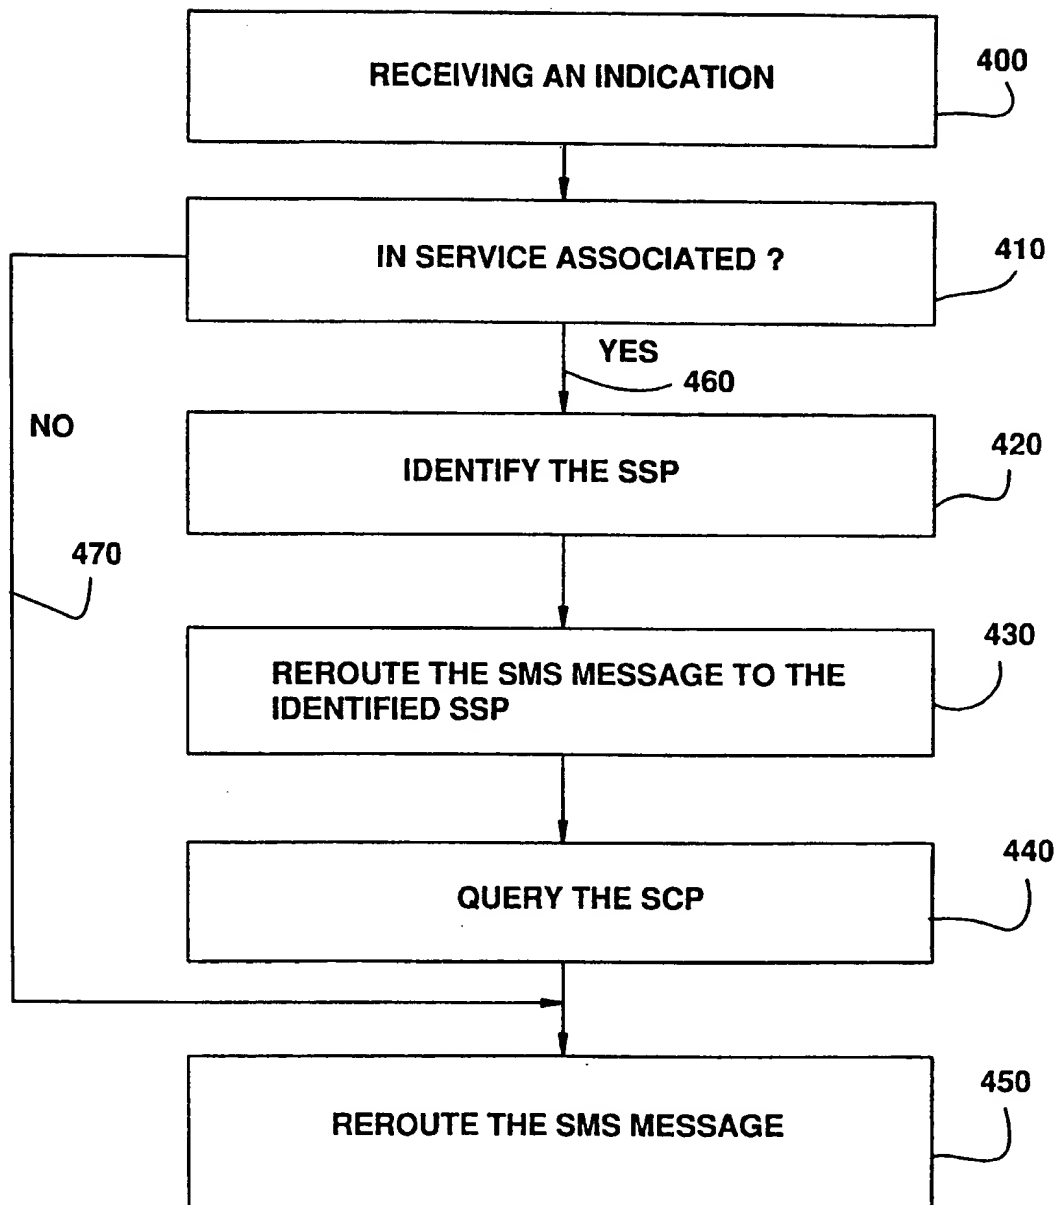 RECEIVING AN INDICATION
400
IN SERVICE ASSOCIATED ?
410
YES
460
NO
IDENTIFY THE SSP
420
470
REROUTE THE SMS MESSAGE TO THE
IDENTIFIED SSP
430
QUERY THE SCP
440
REROUTE THE SMS MESSAGE
450